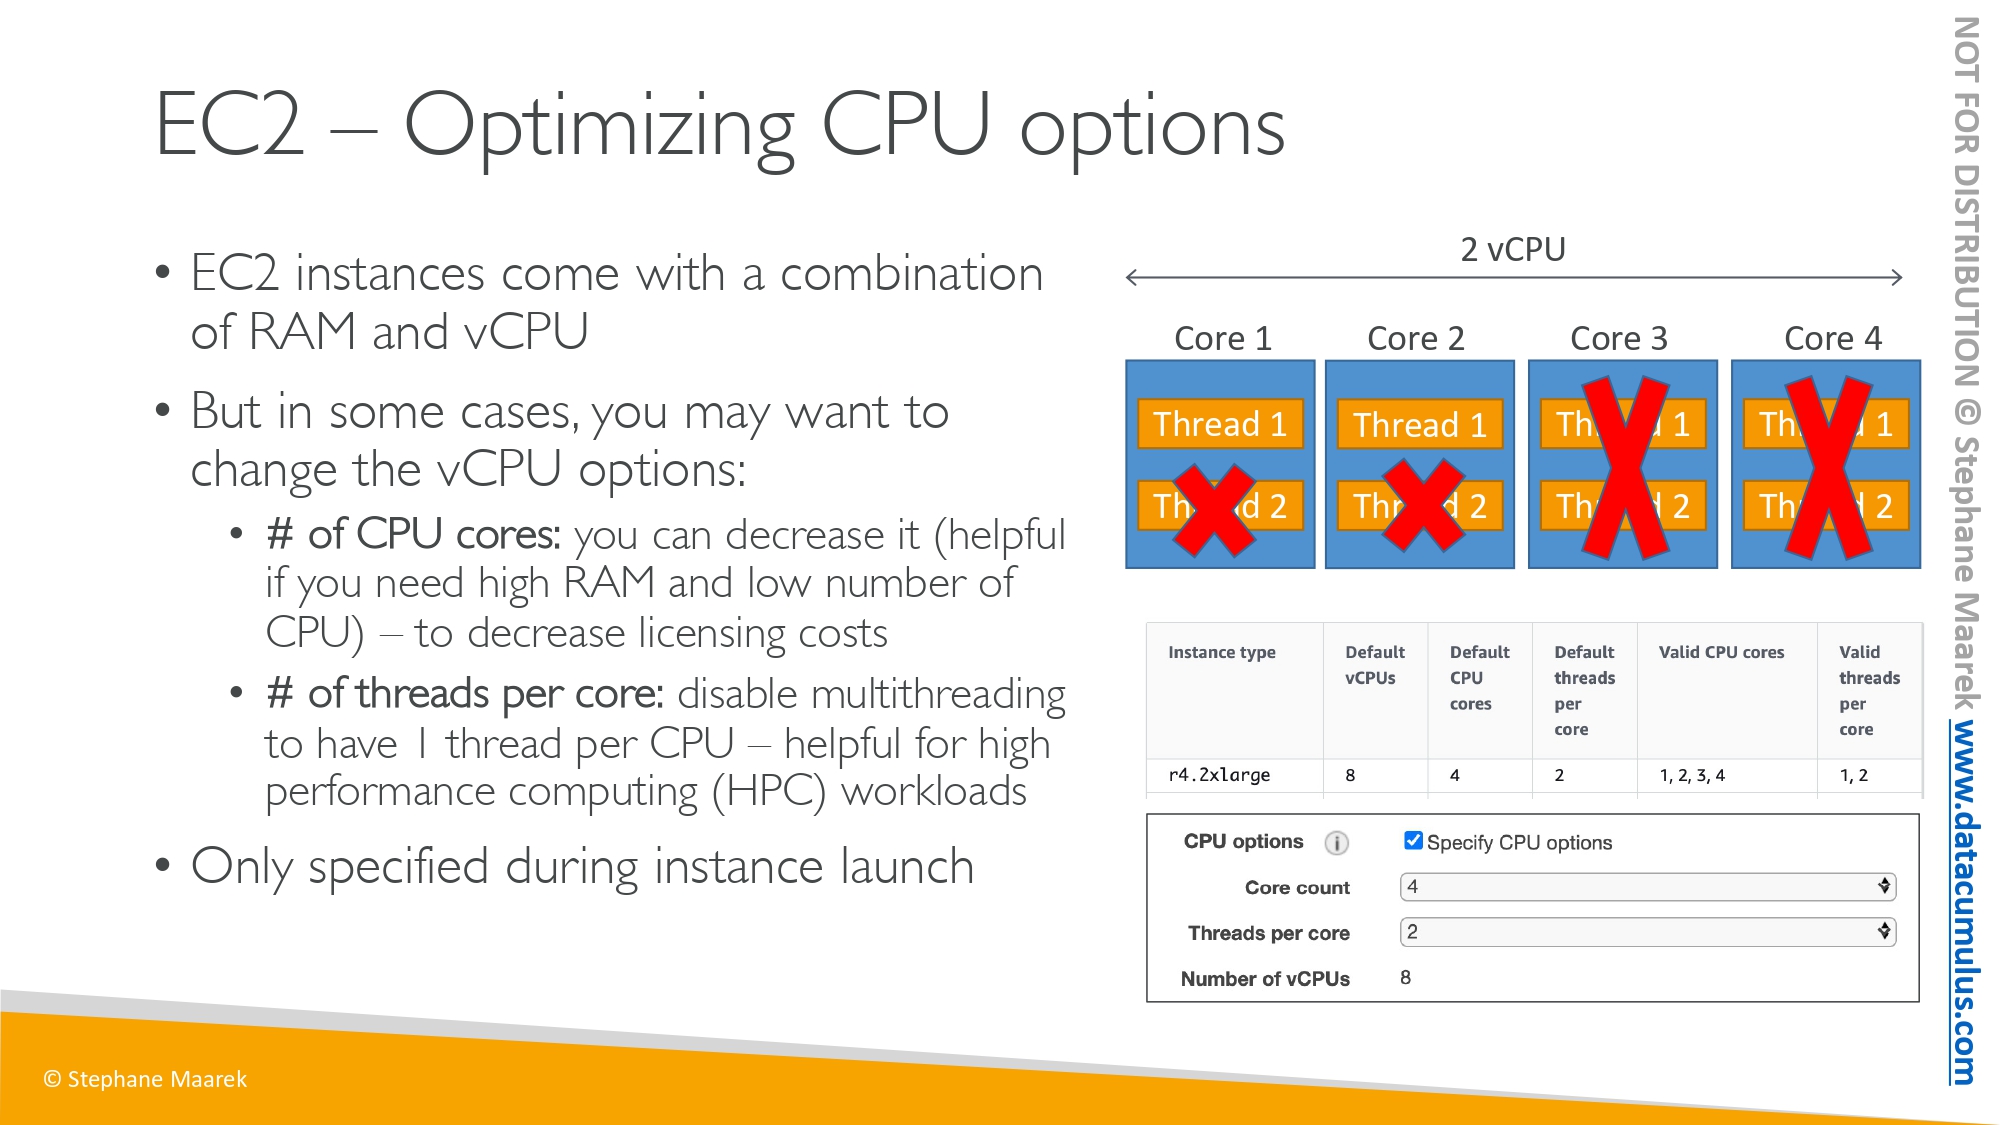 EC2 – Optimizing CPU options
• EC2 instances come with a combination
of RAM and vCPU
• But in some cases, you may want to
change the vCPU options:
• # of CPU cores: you can decrease it (helpful
if you need high RAM and low number of
CPU) – to decrease licensing costs
• # of threads per core: disable multithreading
to have 1 thread per CPU – helpful for high
performance computing (HPC) workloads
• Only specified during instance launch
2 vCPU
Core 1 Core 2 Core 3 Core 4
Thread 1 Thread 1 Th d 1 Th d 1
Th d 2 Th d 2 Th d 2 Th d 2
Instance type Default Default Default Valid CPU cores Valid
vCPUs CPU threads threads
cores per per
core core
r4.2xlarge 8 4 2 1, 2, 3, 4 1, 2
CPU options i Specify CPU options
Core count 4
Threads per core 2
Number of vCPUs 8
© Stephane Maarek
NOT FOR DISTRIBUTION © Stephane Maarek www.datacumulus.com